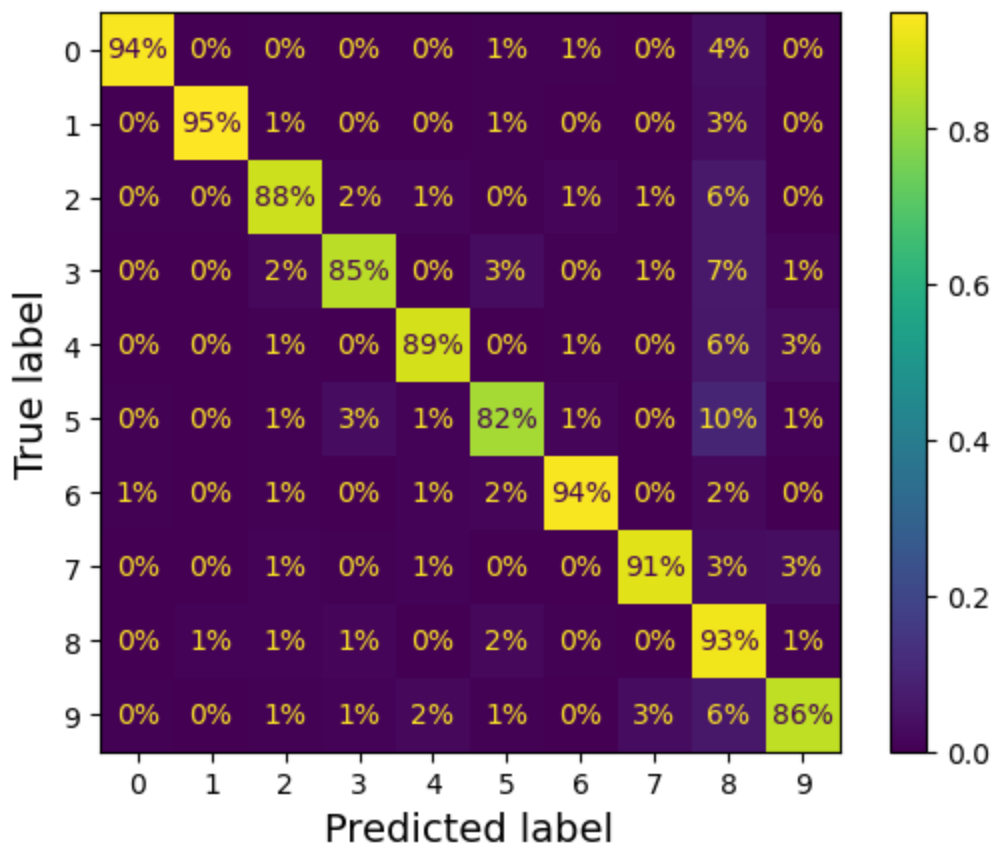 0 94% 0% 0% 0% 0% 1% 1% 0% 4% 0%
1 0% 95% 1% 0% 0% 1% 0% 0% 3% 0%
0.8
2 0% 0% 88% 2% 1% 0% 1% 1% 6% 0%
3 0% 0% 2% 85% 0% 3% 0% 1% 7% 1%
0.6
4 0% 0% 1% 0% 89% 0% 1% 0% 6% 3%
True label
5 0% 0% 1% 3% 1% 82% 1% 0% 10% 1%
0.4
6 1% 0% 1% 0% 1% 2% 94% 0% 2% 0%
7 0% 0% 1% 0% 1% 0% 0% 91% 3% 3%
0.2
8 0% 1% 1% 1% 0% 2% 0% 0% 93% 1%
9 0% 0% 1% 1% 2% 1% 0% 3% 6% 86%
0.0
0 1 2 3 4 5 6 7 8 9
Predicted label